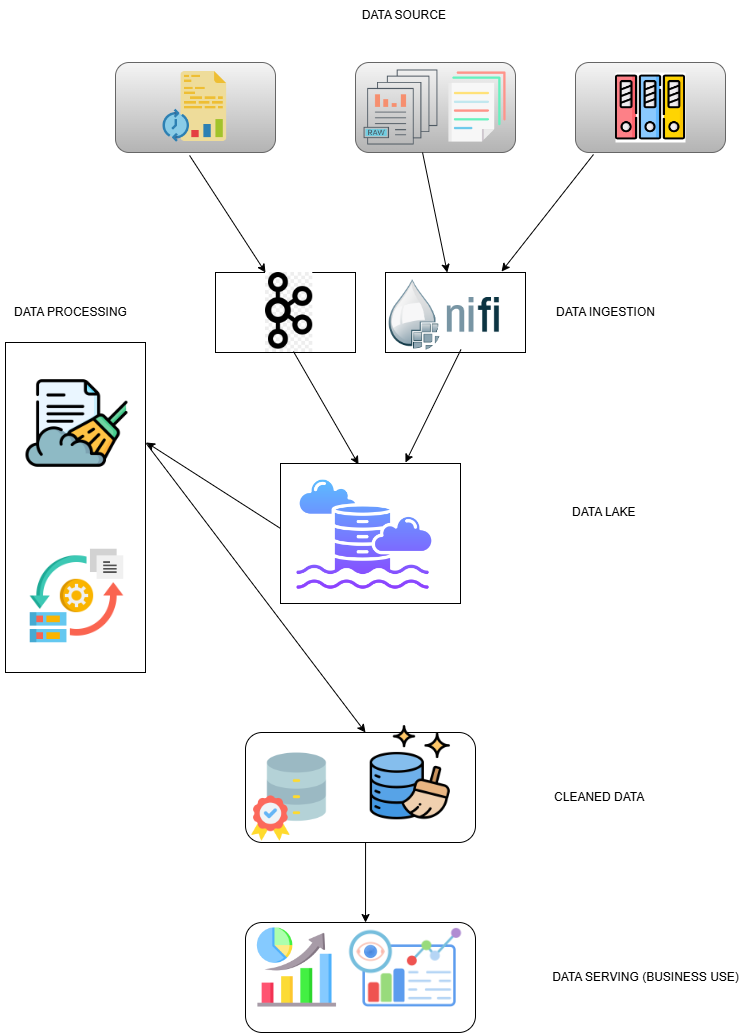 DATA SOURCE
RAW
DATA PROCESSING
nifi
DATA INGESTION
DATA LAKE
CLEANED DATA
DATA SERVING (BUSINESS USE)